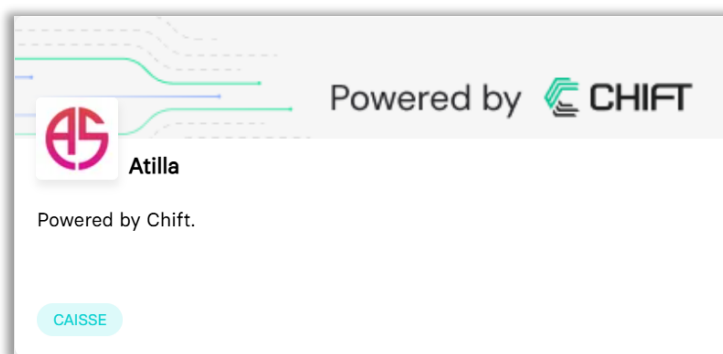 Powered by CHIFT
AS
Atilla
Powered by Chift.
CAISSE